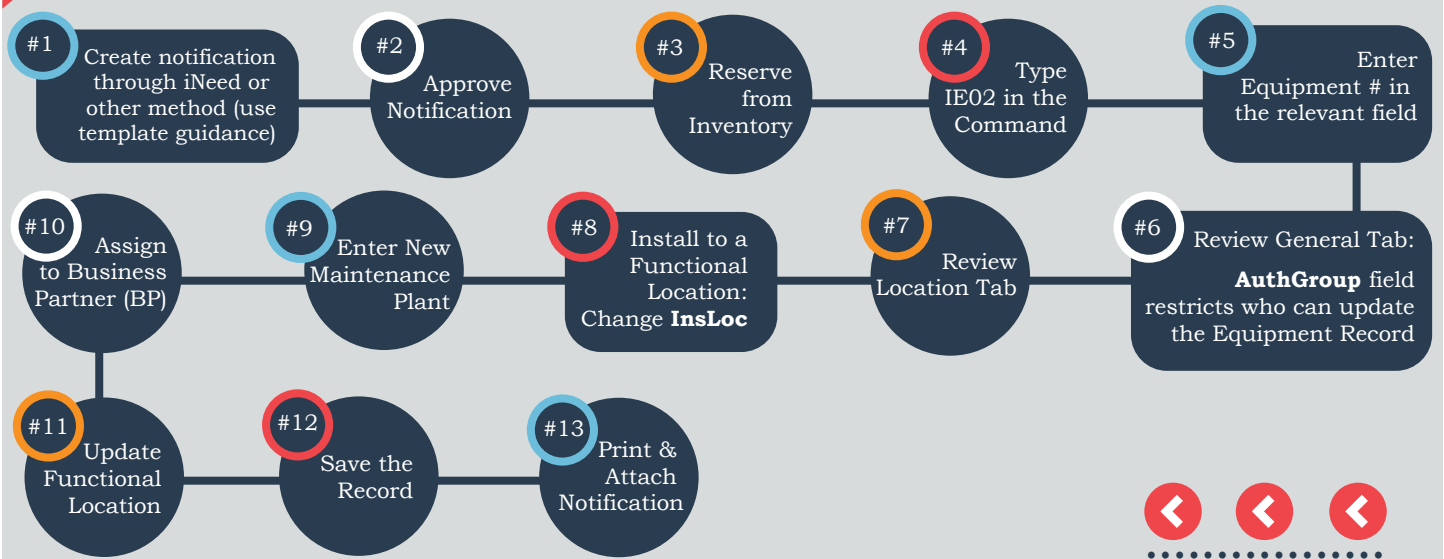 #1
Create notification
through iNeed or
other method (use
template guidance)
#2
Approve
Notification
#3
Reserve
from
Inventory
#4
Type
IE02 in the
Command
#5
Enter
Equipment # in
the relevant field
#6
Review General Tab:
AuthGroup field
restricts who can update
the Equipment Record
#7
Review
Location Tab
#8
Install to a
Functional
Location:
Change InsLoc
#9
Enter New
Maintenance
Plant
#10
Assign
to Business
Partner (BP)
#11
Update
Functional
Location
#12
Save the
Record
#13
Print &
Attach
Notification